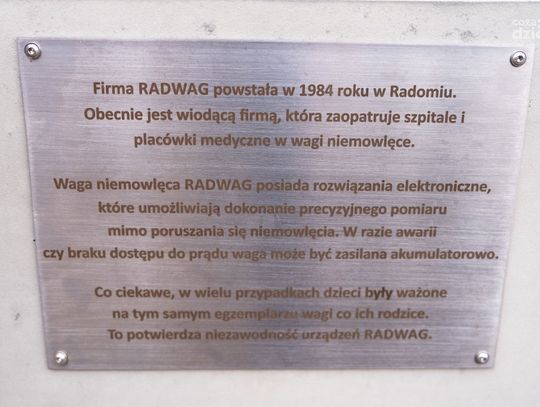 Firma RADWAG powstała w 1984 roku w Radomiu.
Obecnie jest wiodącą firmą, która zaopatruje szpitale i
placówki medyczne w wagi niemowlęce.
Waga niemowlęca RADWAG posiada rozwiązania elektroniczne,
które umożliwiają dokonanie precyzyjnego pomiaru
mimo poruszania się niemowlęcia. W razie awarii
czy braku dostępu do prądu waga może być zasilana akumulatorowo.
Co ciekawe, w wielu przypadkach dzieci były ważone
na tym samym egzemplarzu wagi co ich rodzice.
To potwierdza niezawodność urządzeń RADWAG.